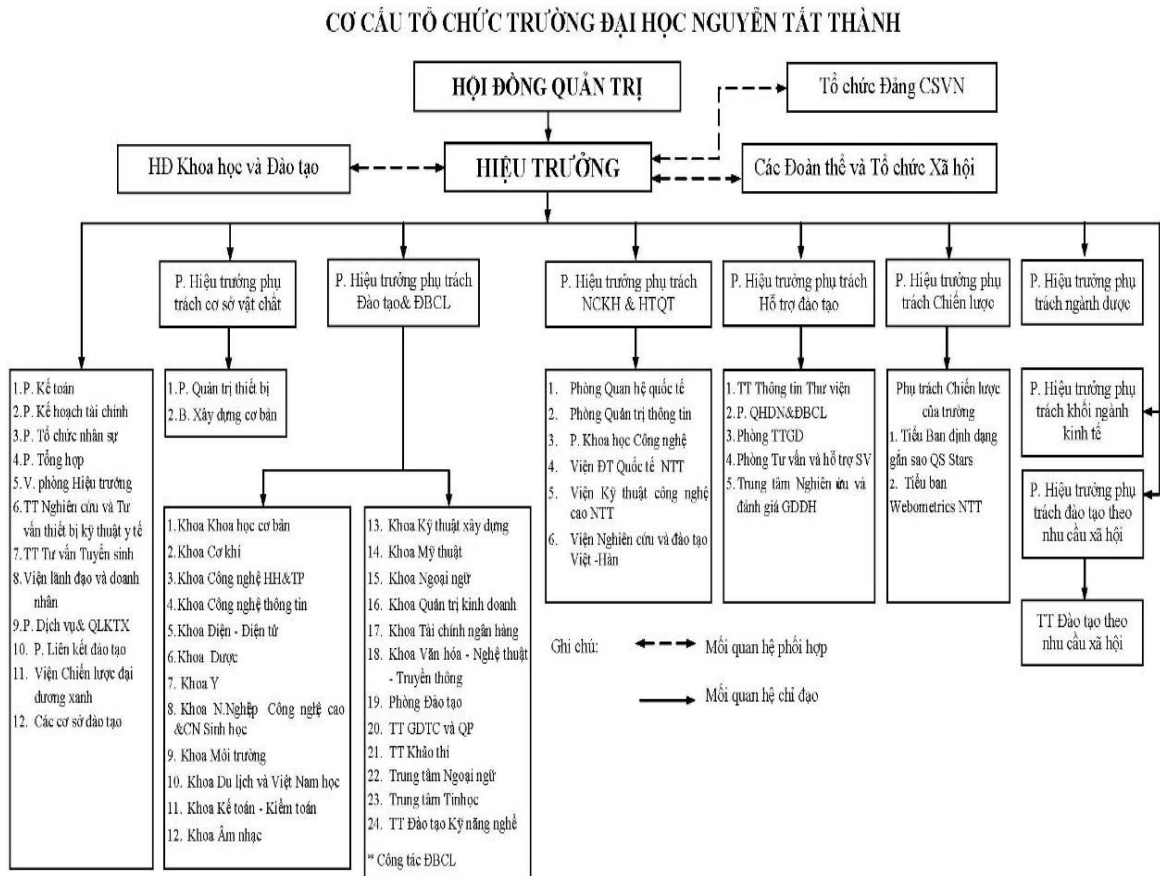 CƠ CẤU TỔ CHỨC TRƯỜNG ĐẠI HỌC NGUYỄN TẤT THÀNH
HỘI ĐỒNG QUẢN TRỊ
Tổ chức Đảng CSVN
HĐ Khoa học và Đào tạo
HIỆU TRƯỞNG
Các Đoàn thể và Tổ chức Xã hội
P. Hiệu trưởng phụ
trách cơ sở vật chất
P. Hiệu trưởng phụ trách
Đào tạo& ĐBCL
P. Hiệu trưởng phụ trách
NCKH & HTQT
P. Hiệu trưởng phụ trách
Hỗ trợ đào tạo
P. Hiệu trưởng phụ
trách Chiến lược
P. Hiệu trưởng phụ
trách ngành dược
1.P. Kế toán
2.P. Kế hoạch tài chính
3.P. Tổ chức nhân sự
4.P. Tổng hợp
5.V. phòng Hiệu trưởng
6.TT Nghiên cứu và Tư
vấn thiết bị kỹ thuật y tế
7.TT Tư vấn Tuyển sinh
8.Viện lãnh đạo và doanh
nhân
9.P. Dịch vụ& QLKTX
10. P. Liên kết đào tạo
11. Viện Chiến lược đại
dương xanh
12. Các cơ sở đào tạo
1.P. Quản trị thiết bị
2.B. Xây dựng cơ bản
1.Khoa Khoa học cơ bản
2.Khoa Cơ khí
3.Khoa Công nghệ HH&TP
4.Khoa Công nghệ thông tin
5.Khoa Điện - Điện tử
6.Khoa Dược
7.Khoa Y
8.Khoa N.Nghệp Công nghệ cao
&CN Sinh học
9. Khoa Môi trường
10. Khoa Du lịch và Việt Nam học
11. Khoa Kế toán - Kiểm toán
12. Khoa Âm nhạc
13. Khoa Kỹ thuật xây dựng
14. Khoa Mỹ thuật
15. Khoa Ngoại ngữ
16. Khoa Quản trị kinh doanh
17. Khoa Tài chính ngân hàng
18. Khoa Văn hóa - Nghệ thuật
- Truyền thông
19. Phòng Đào tạo
20. TT GDTC và QP
21. TT Khảo thí
22. Trung tâm Ngoại ngữ
23. Trung tâm Tinhọc
24. TT Đào tạo Kỹ năng nghề
* Công tác ĐBCL
1. Phòng Quan hệ quốc tế
2. Phòng Quản trị thông tin
3. P. Khoa học Công nghệ
4. Viện ĐT Quốc tế NTT
5. Viện Kỹ thuật công nghệ
cao NTT
6. Viện Nghiên cứu và đào tạo
Việt -Hàn
1.TT Thông tin Thư viện
2.P. QHDN&ĐBCL
3.Phòng TTGD
4.Phòng Tư vấn và hỗ trợ SV
5.Trung tâm Nghiên ứu và
đánh giá GDĐH
Phụ trách Chiến lược
của trường
1. Tiểu Ban định dạng
gắn sao QS Stars
2. Tiểu ban
Webometrics NTT
P. Hiệu trưởng phụ
trách khối ngành
kinh tế
P. Hiệu trưởng phụ
trách đào tạo theo
nhu cầu xã hội
TT Đào tạo theo
nhu cầu xã hội
Ghi chú:
Mối quan hệ phối hợp
Mối quan hệ chỉ đạo